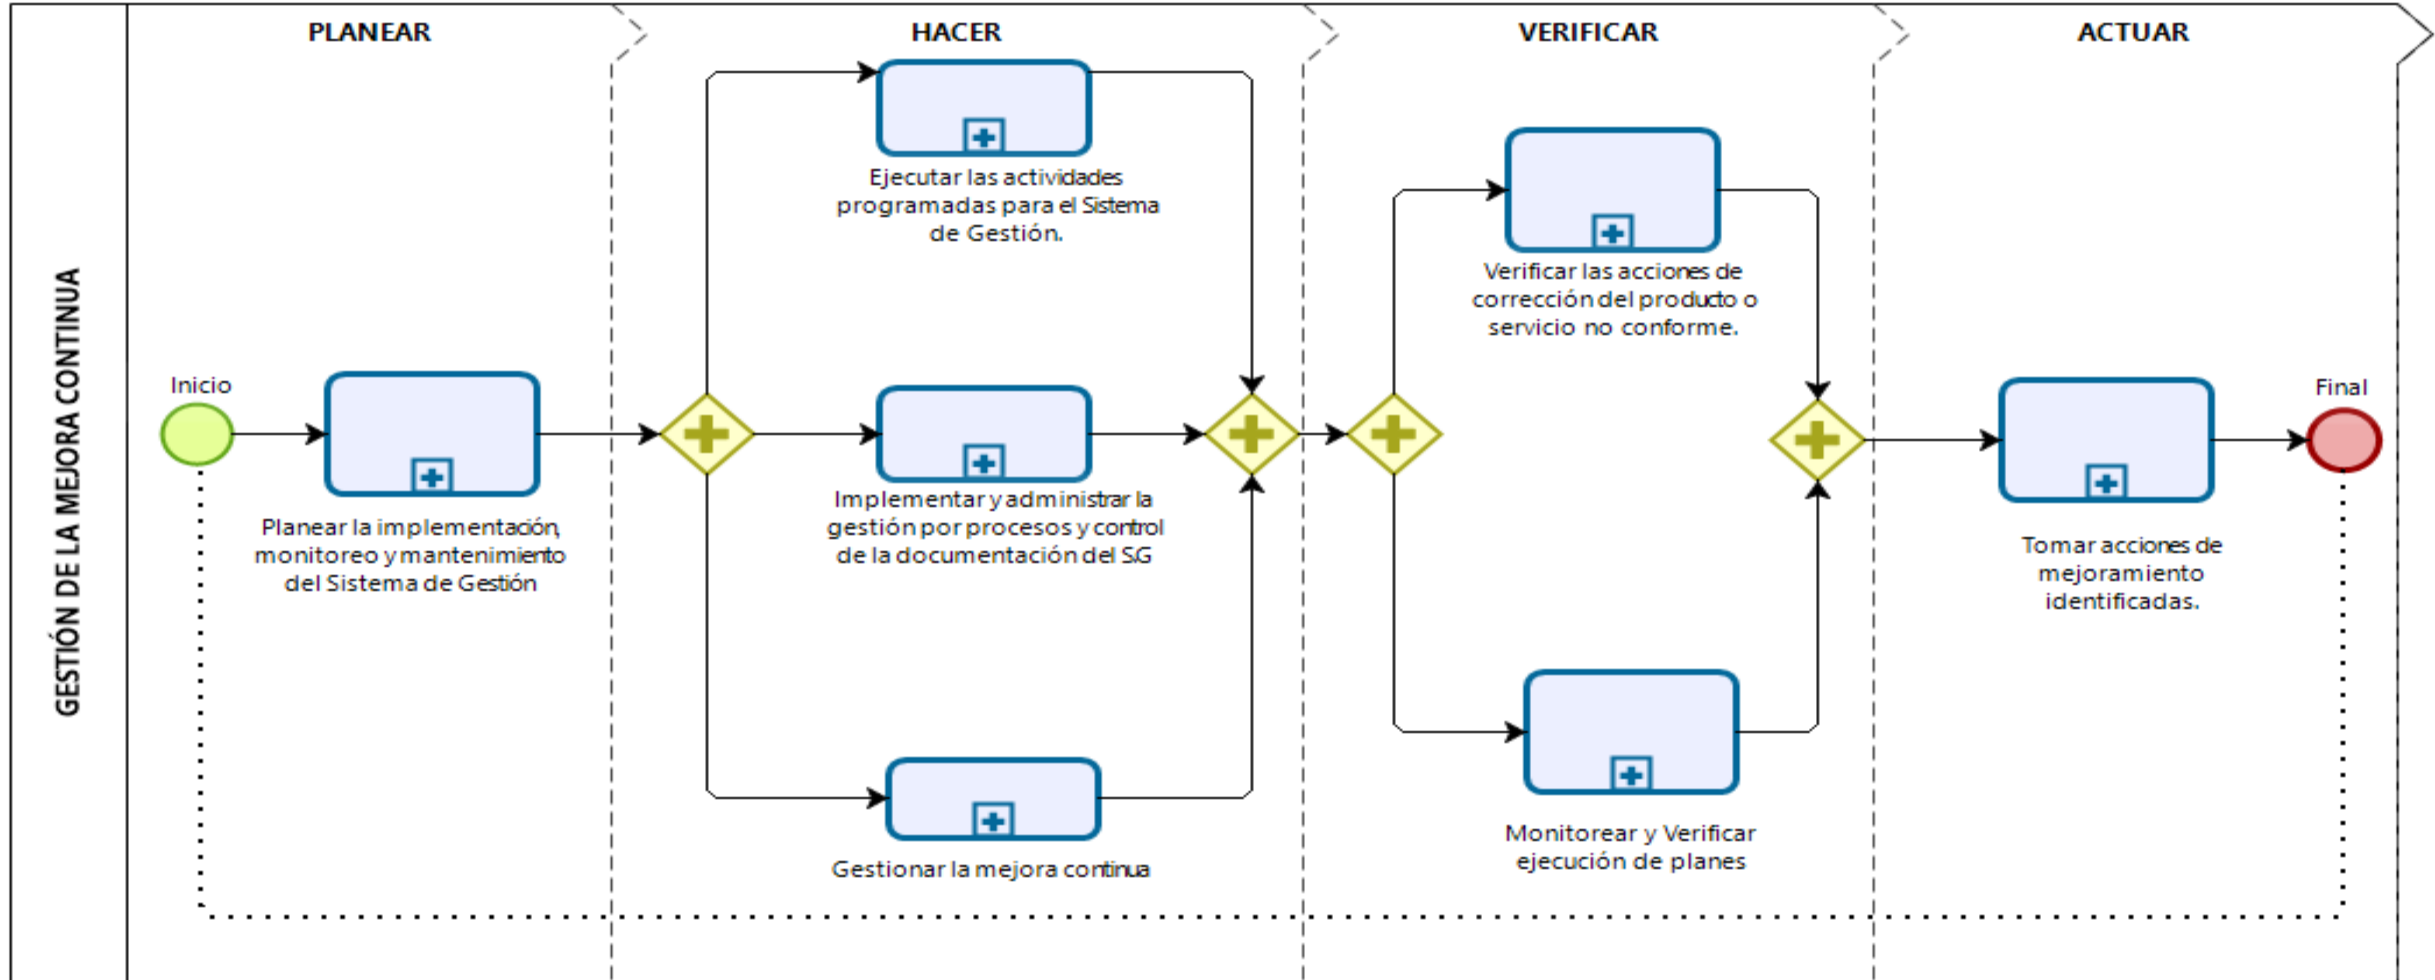 GESTIÓN DE LA MEJORA CONTINUA
PLANEAR
HACER
VERIFICAR
ACTUAR
Inicio
Planear la implementación,
monitoreo y mantenimiento
del Sistema de Gestión
Ejecutar las actividades
programadas para el Sistema
de Gestión.
Implementar y administrar la
gestión por procesos y control
de la documentación del SG
Gestionar la mejora continua
Verificar las acciones de
corrección del producto o
servicio no conforme.
Monitorear y Verificar
ejecución de planes
Tomar acciones de
mejoramiento
identificadas.
Final